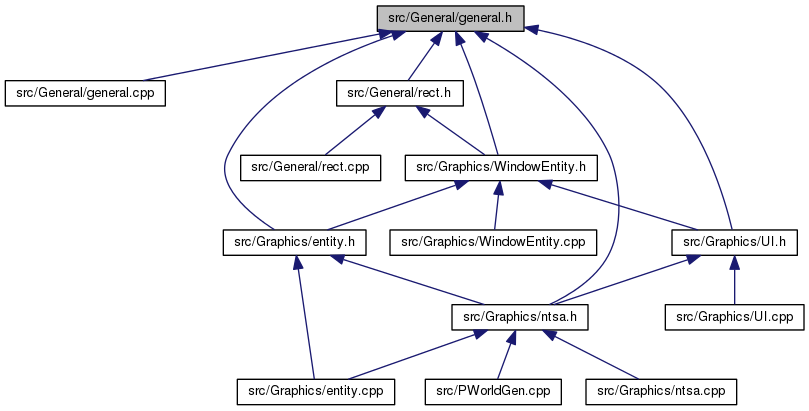 src/General/general.h
src/General/general.cpp
src/General/rect.h
src/General/rect.cpp
src/Graphics/WindowEntity.h
src/Graphics/entity.h
src/Graphics/WindowEntity.cpp
src/Graphics/UI.h
src/Graphics/ntsa.h
src/Graphics/UI.cpp
src/Graphics/entity.cpp
src/PWorldGen.cpp
src/Graphics/ntsa.cpp